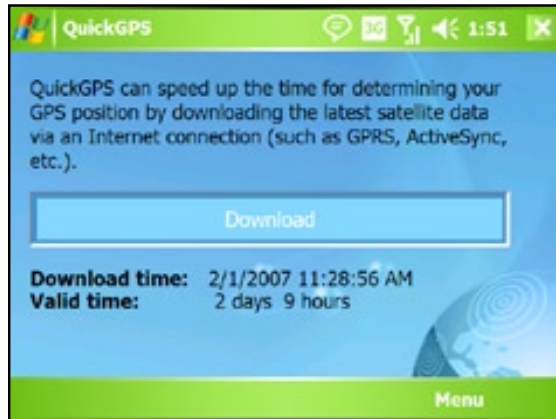 QuickGPS 3G 1:51
QuickGPS can speed up the time for determining your
GPS position by downloading the latest satellite data
via an Internet connection (such as GPRS, ActiveSync,
etc.).
Download
Download time: 2/1/2007 11:28:56 AM
Valid time: 2 days 9 hours
Menu